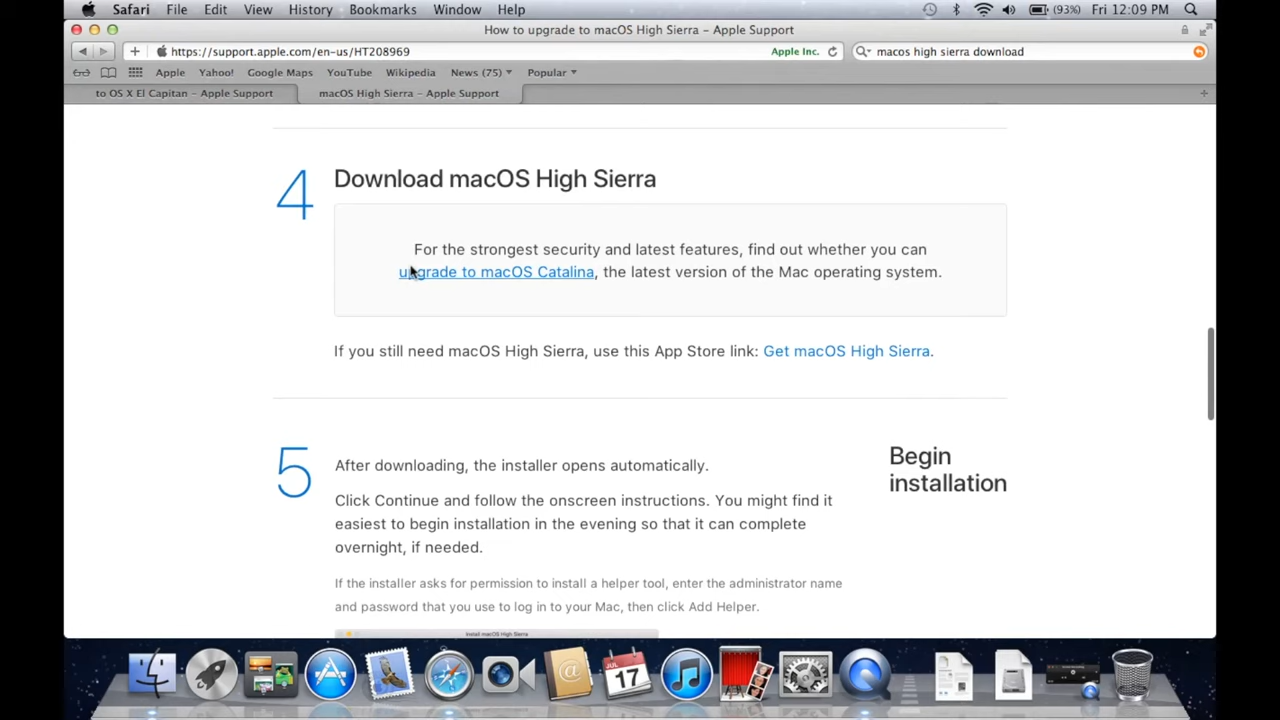 Safari File Edit View History Bookmarks Window Help (93%) Fri 12:09 PM
How to upgrade to macOS High Sierra – Apple Support
https://support.apple.com/en-us/HT208969 Apple Inc. macos high sierra download
Apple Yahoo! Google Maps YouTube Wikipedia News (75) Popular
to OS X El Capitan – Apple Support macOS High Sierra – Apple Support
4 Download macOS High Sierra
For the strongest security and latest features, find out whether you can
upgrade to macOS Catalina, the latest version of the Mac operating system.
If you still need macOS High Sierra, use this App Store link: Get macOS High Sierra.
5
After downloading, the installer opens automatically.
Begin
installation
Click Continue and follow the onscreen instructions. You might find it
easiest to begin installation in the evening so that it can complete
overnight, if needed.
If the installer asks for permission to install a helper tool, enter the administrator name
and password that you use to log in to your Mac, then click Add Helper.
Install macOS High Sierra
JUL
17